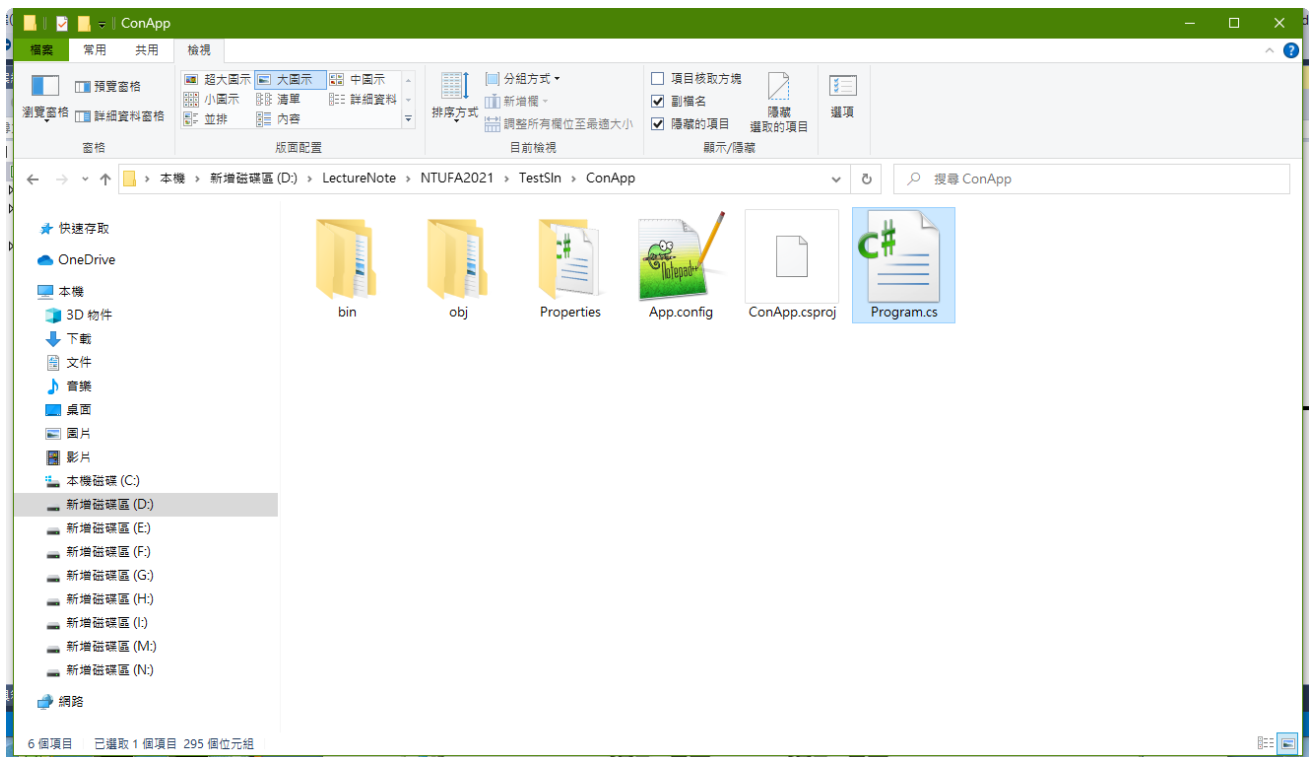 ConApp
檔案 常用 共用 檢視
瀏覽窗格 預覽窗格 詳細資料窗格
窗格
超大圖示 大圖示 中圖示
小圖示 清單 詳細資料
並排 內容
版面配置
排序方式 分組方式
新增欄
調整所有欄位至最適大小
目前檢視
項目核取方塊
副檔名
隱藏的項目
隱藏
選取的項目
顯示/隱藏
選項
本機 › 新增磁碟區 (D:) › LectureNote › NTUFA2021 › TestSln › ConApp
搜尋 ConApp
快速存取
OneDrive
本機
3D 物件
下載
文件
音樂
桌面
圖片
影片
本機磁碟 (C:)
新增磁碟區 (D:)
新增磁碟區 (E:)
新增磁碟區 (F:)
新增磁碟區 (G:)
新增磁碟區 (H:)
新增磁碟區 (I:)
新增磁碟區 (M:)
新增磁碟區 (N:)
網路
C#
Notepad++
C#
bin obj Properties App.config ConApp.csproj Program.cs
6 個項目 已選取 1 個項目 295 個位元組